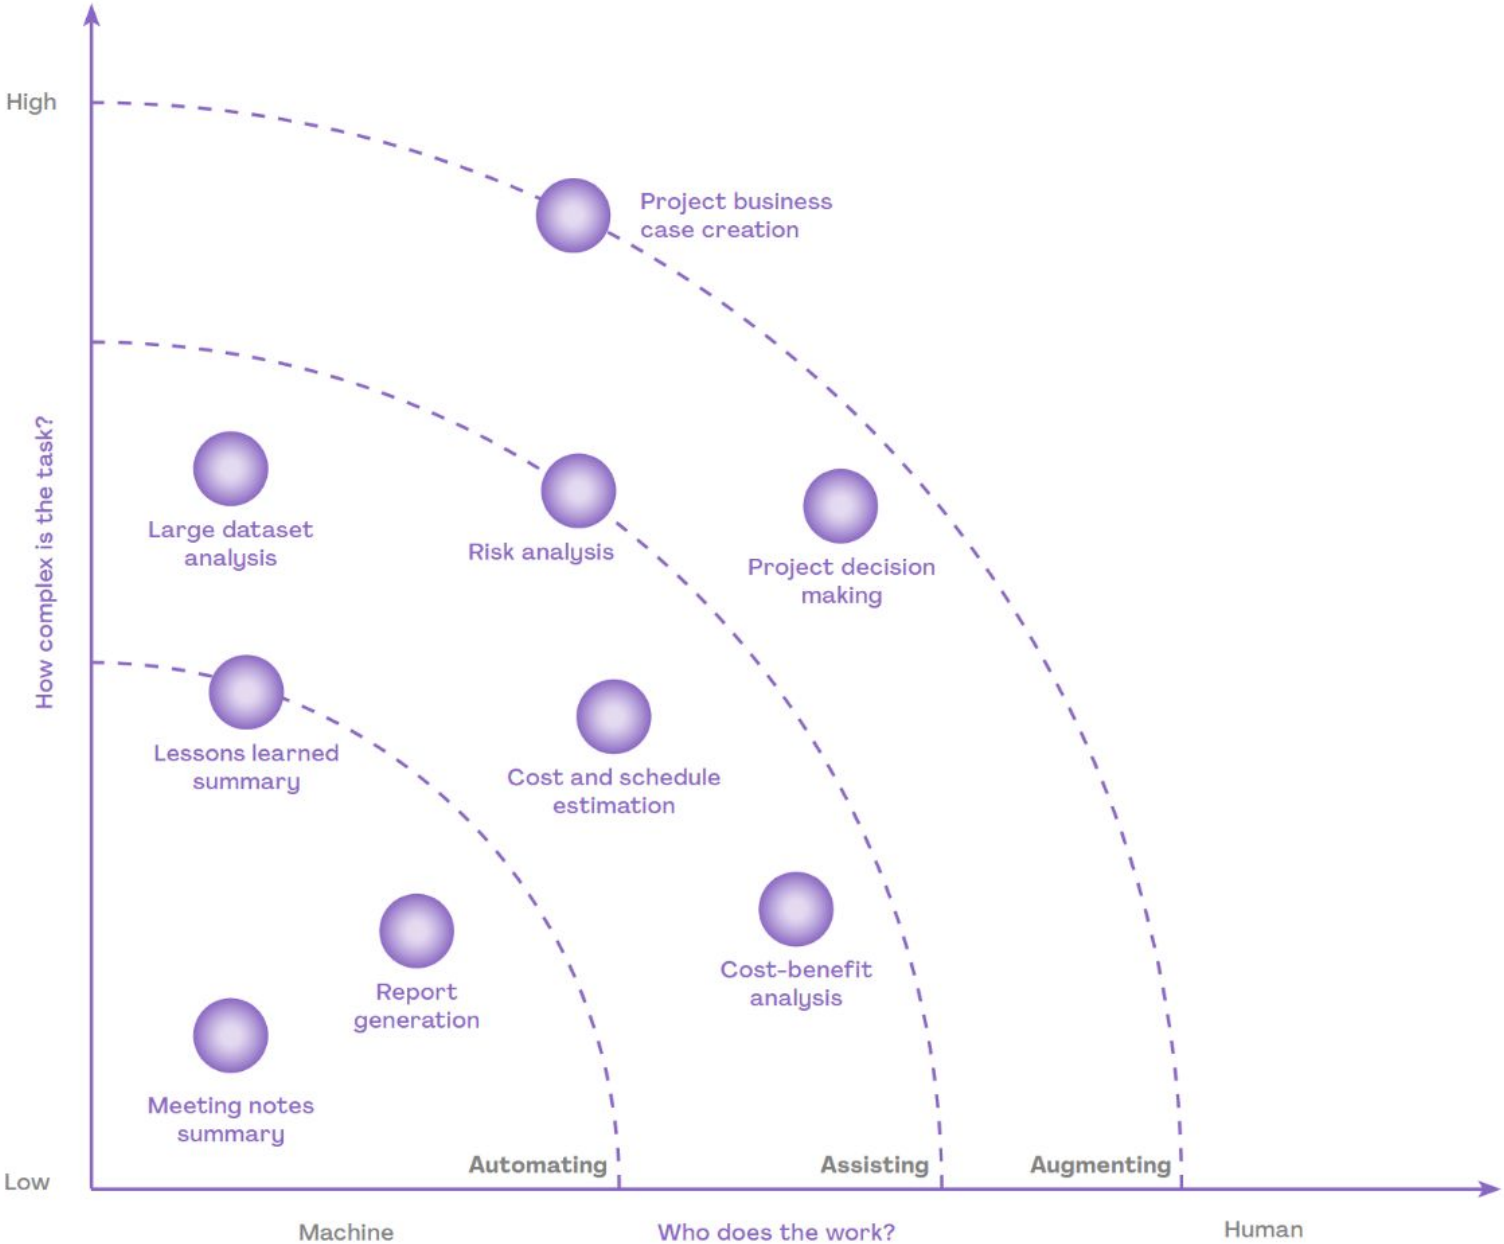 High
Project business
case creation
How complex is the task?
Large dataset
analysis
Risk analysis
Project decision
making
Lessons learned
summary
Cost and schedule
estimation
Report
generation
Cost-benefit
analysis
Meeting notes
summary
Automating
Assisting
Augmenting
Low
Machine
Who does the work?
Human